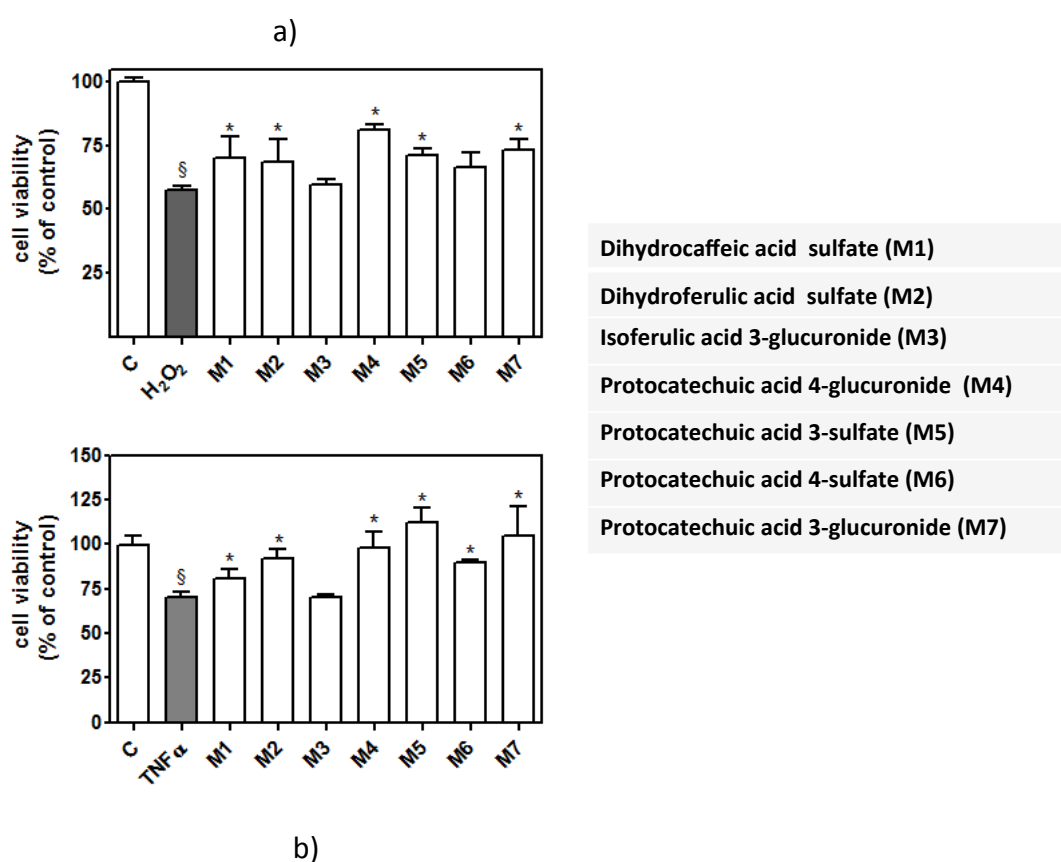 a)
cell viability
(% of control)
100
75
50
25
§
*
*
*
*
*
C
H₂O₂
M1
M2
M3
M4
M5
M6
M7
cell viability
(% of control)
150
125
100
75
50
25
0
§
*
*
*
*
*
*
C
TNF α
M1
M2
M3
M4
M5
M6
M7
b)
Dihydrocaffeic acid sulfate (M1)
Dihydroferulic acid sulfate (M2)
Isoferulic acid 3-glucuronide (M3)
Protocatechuic acid 4-glucuronide (M4)
Protocatechuic acid 3-sulfate (M5)
Protocatechuic acid 4-sulfate (M6)
Protocatechuic acid 3-glucuronide (M7)